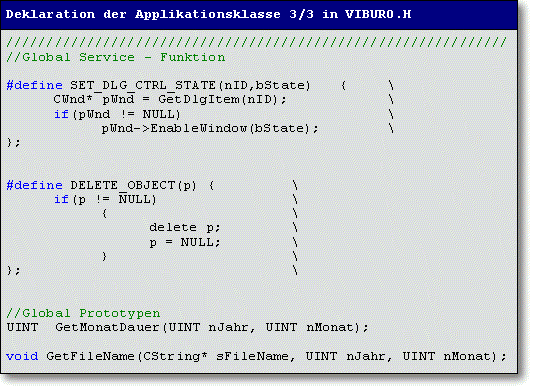 Deklaration der Applikationsklasse 3/3 in VIBURO.H
///////////////////////////////////////////////////////////////
//Global Service - Funktion
#define SET_DLG_CTRL_STATE(nID,bState) { \
CWnd* pWnd = GetDlgItem(nID); \
if(pWnd != NULL) \
pWnd->EnableWindow(bState); \
};
#define DELETE_OBJECT(p) { \
if(p != NULL) \
{ \
delete p; \
p = NULL; \
} \
}; \
//Global Prototypen
UINT GetMonatDauer(UINT nJahr, UINT nMonat);
void GetFileName(CString* sFileName, UINT nJahr, UINT nMonat);